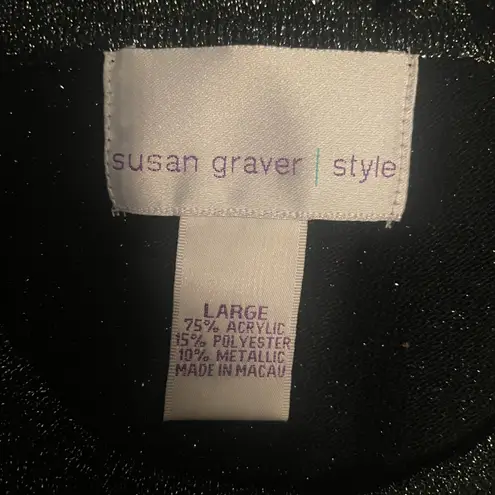 susan graver | style
LARGE
75% ACRYLIC
15% POLYESTER
10% METALLIC
MADE IN MACAU